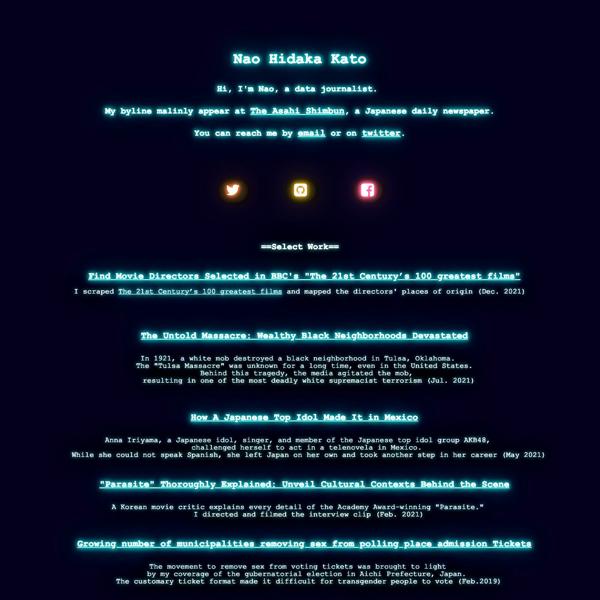 Nao Hidaka Kato
Hi, I'm Nao, a data journalist.
My byline malinly appear at The Asahi Shimbun, a Japanese daily newspaper.
You can reach me by email or on twitter.
==Select Work==
Find Movie Directors Selected in BBC's "The 21st Century’s 100 greatest films"
I scraped The 21st Century’s 100 greatest films and mapped the directors' places of origin (Dec. 2021)
The Untold Massacre: Wealthy Black Neighborhoods Devastated
In 1921, a white mob destroyed a black neighborhood in Tulsa, Oklahoma.
The "Tulsa Massacre" was unknown for a long time, even in the United States.
Behind this tragedy, the media agitated the mob,
resulting in one of the most deadly white supremacist terrorism (Jul. 2021)
How A Japanese Top Idol Made It in Mexico
Anna Iriyama, a Japanese idol, singer, and member of the Japanese top idol group AKB48,
challenged herself to act in a telenovela in Mexico.
While she could not speak Spanish, she left Japan on her own and took another step in her career (May 2021)
"Parasite" Thoroughly Explained: Unveil Cultural Contexts Behind the Scene
A Korean movie critic explains every detail of the Academy Award-winning "Parasite."
I directed and filmed the interview clip (Feb. 2021)
Growing number of municipalities removing sex from polling place admission Tickets
The movement to remove sex from voting tickets was brought to light
by my coverage of the gubernatorial election in Aichi Prefecture, Japan.
The customary ticket format made it difficult for transgender people to vote (Feb.2019)